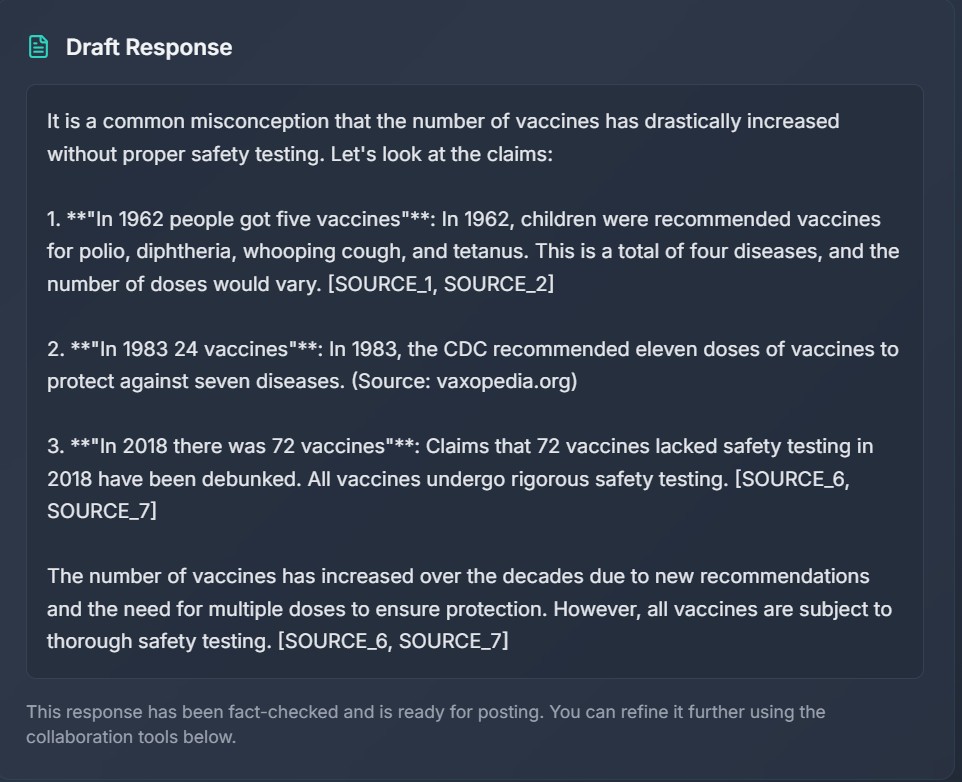 Draft Response
It is a common misconception that the number of vaccines has drastically increased
without proper safety testing. Let's look at the claims:
1. **"In 1962 people got five vaccines"**: In 1962, children were recommended vaccines
for polio, diphtheria, whooping cough, and tetanus. This is a total of four diseases, and the
number of doses would vary. [SOURCE_1, SOURCE_2]
2. **"In 1983 24 vaccines"**: In 1983, the CDC recommended eleven doses of vaccines to
protect against seven diseases. (Source: vaxopedia.org)
3. **"In 2018 there was 72 vaccines"**: Claims that 72 vaccines lacked safety testing in
2018 have been debunked. All vaccines undergo rigorous safety testing. [SOURCE_6,
SOURCE_7]
The number of vaccines has increased over the decades due to new recommendations
and the need for multiple doses to ensure protection. However, all vaccines are subject to
thorough safety testing. [SOURCE_6, SOURCE_7]
This response has been fact-checked and is ready for posting. You can refine it further using the
collaboration tools below.